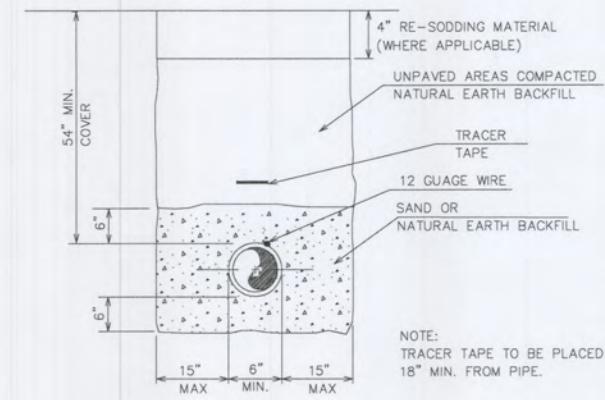 4" RE-SODDING MATERIAL
(WHERE APPLICABLE)
UNPAVED AREAS COMPACTED
NATURAL EARTH BACKFILL
54" MIN.
COVER
TRACER
TAPE
12 GUAGE WIRE
6"
SAND OR
NATURAL EARTH BACKFILL
6"
NOTE:
TRACER TAPE TO BE PLACED
18" MIN. FROM PIPE.
15"
MAX
6"
MIN.
15"
MAX